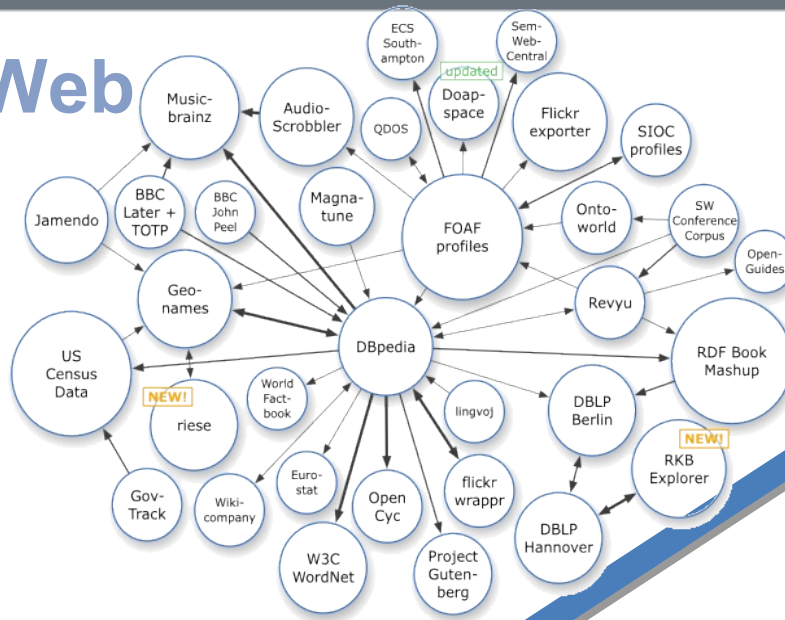 Web
ECS
South-
ampton
Sem-
Web-
Central
updated
Doap-
space
Music-
brainz
Audio-
Scrobbler
QDOS
Flickr
exporter
SIOC
profiles
Jamendo
BBC
Later +
TOTP
BBC
John
Peel
Magna-
tune
FOAF
profiles
Onto-
world
SW
Conference
Corpus
Open-
Guides
Geo-
names
Revyu
DBpedia
US
Census
Data
RDF Book
Mashup
NEW!
riese
World
Fact-
book
lingvoj
DBLP
Berlin
NEW!
RKB
Explorer
Gov-
Track
Wiki-
company
Euro-
stat
Open
Cyc
flickr
wrappr
DBLP
Hannover
W3C
WordNet
Project
Guten-
berg